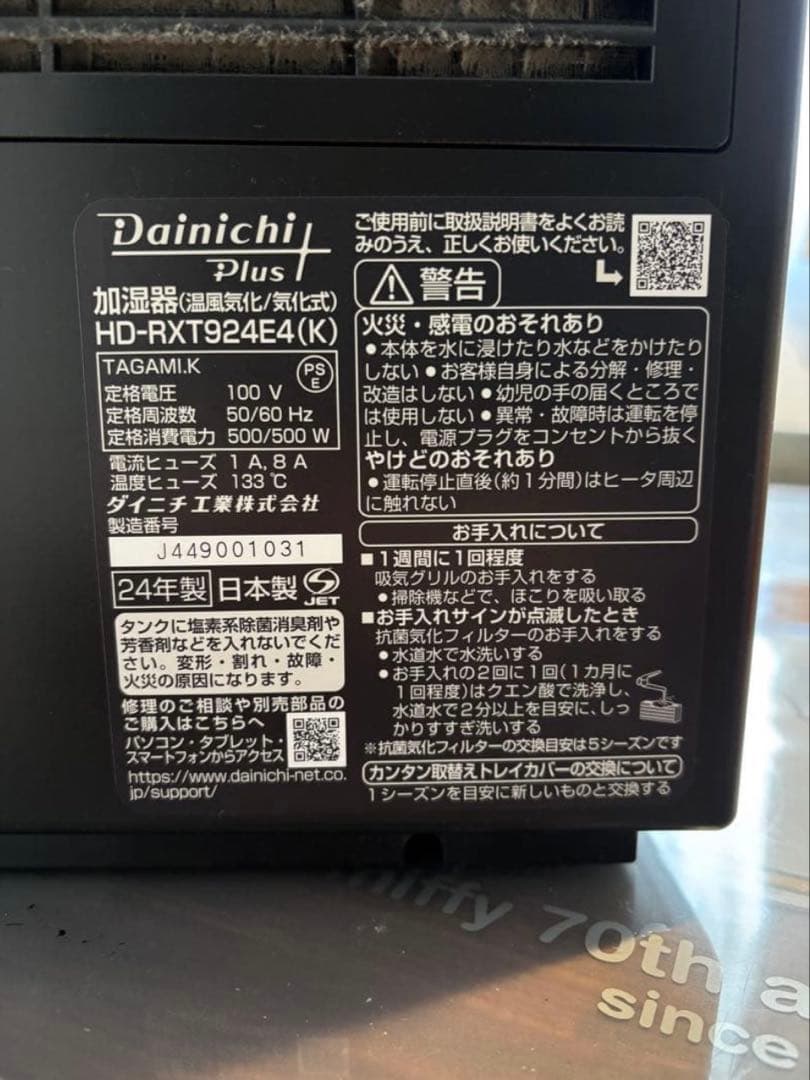 Dainichi
Plus
加湿器(温風気化/気化式)
HD-RXT924E4(K)
TAGAMI.K
PS
E
定格電圧 100 V
定格周波数 50/60 Hz
定格消費電力 500/500 W
電流ヒューズ 1 A, 8 A
温度ヒューズ 133 ℃
ダイニチ工業株式会社
製造番号
J449001031
24年製 日本製 JET
タンクに塩素系除菌消臭剤や
芳香剤などを入れないでくだ
さい。変形・割れ・故障・
火災の原因になります。
修理のご相談や別売部品の
ご購入はこちらへ
パソコン・タブレット・
スマートフォンからアクセス
https://www.dainichi-net.co.
jp/support/
ご使用前に取扱説明書をよくお読
みのうえ、正しくお使いください。
警告
火災・感電のおそれあり
●本体を水に浸けたり水などをかけたり
しない ●お客様自身による分解・修理・
改造はしない ●幼児の手の届くところで
は使用しない ●異常・故障時は運転を停
止し、電源プラグをコンセントから抜く
やけどのおそれあり
●運転停止直後(約1分間)はヒータ周辺
に触れない
お手入れについて
■1週間に1回程度
吸気グリルのお手入れをする
●掃除機などで、ほこりを吸い取る
■お手入れサインが点滅したとき
抗菌気化フィルターのお手入れをする
●水道水で水洗いする
●お手入れの2回に1回(1カ月に
1回程度)はクエン酸で洗浄し、
水道水で2分以上を目安に、しっ
かりすすぎ洗いする
※抗菌気化フィルターの交換目安は5シーズンです
カンタン取替えトレイカバーの交換について
1シーズンを目安に新しいものと交換する
miffy 70th a
since